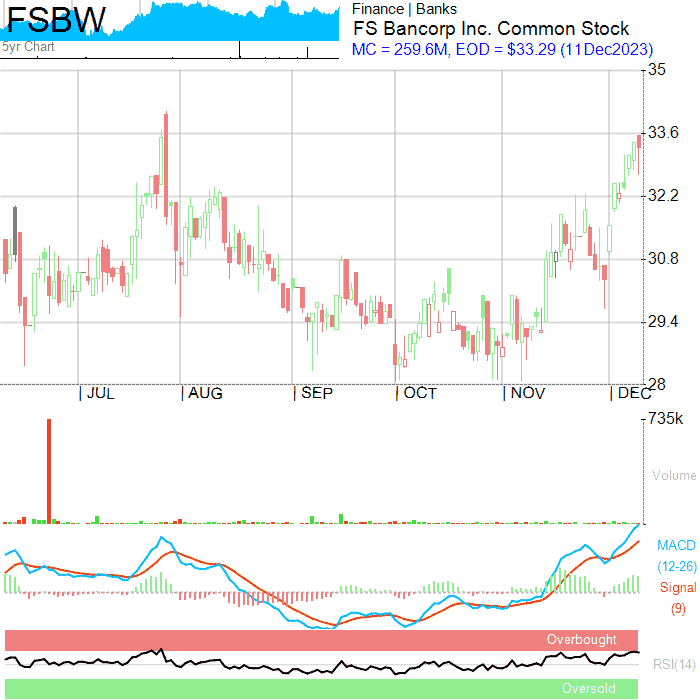 FSBW
5yr Chart
Finance | Banks
FS Bancorp Inc. Common Stock
MC = 259.6M, EOD = $33.29 (11Dec2023)
35
33.6
32.2
30.8
29.4
28
| JUL | AUG | SEP | OCT | NOV | DEC
735k
Volume
MACD
(12-26)
Signal
(9)
Overbought
RSI(14)
Oversold